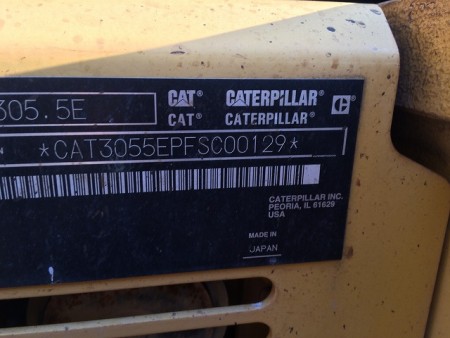 305.5E CAT® CATERPILLAR® C
CAT® CATERPILLAR®
*CAT3055EPFSC00129*
CATERPILLAR INC.
PEORIA, IL 61629
USA
MADE IN
JAPAN